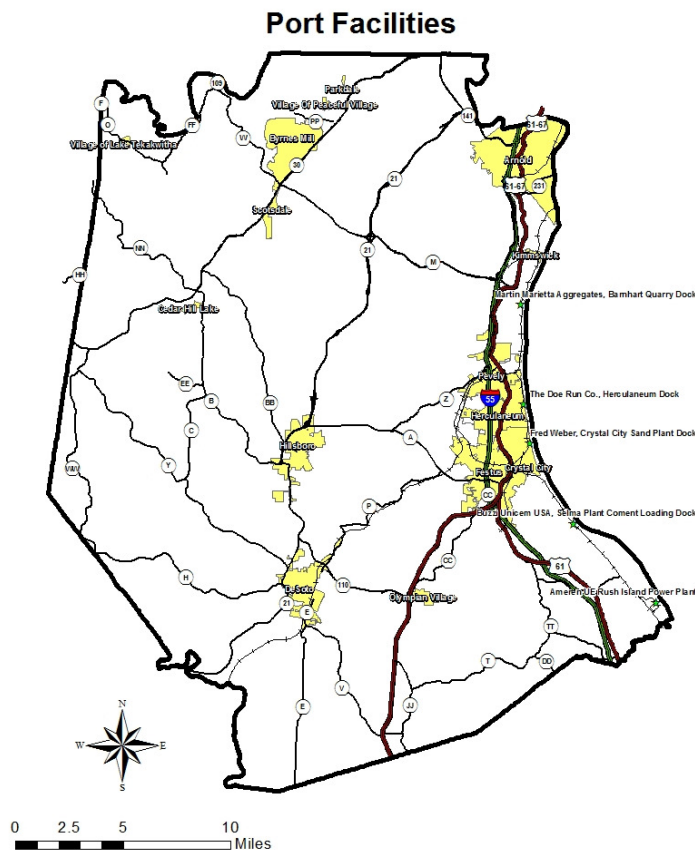 Port Facilities
109
Parkdale
Village Of Peaceful Village
F
O
FF
VV
PP
141
61-67
Village of Lake Tekakwitha
Byrnes Mill
Arnold
30
21
61-67
231
Scotsdale
NN
21
M
Kimmswick
HH
Martin Marietta Aggregates, Barnhart Quarry Dock
Cedar Hill Lake
Pevely
EE
B
BB
Z
55
The Doe Run Co., Herculaneum Dock
Herculaneum
C
A
Fred Weber, Crystal City Sand Plant Dock
Hillsboro
Y
Festus
Crystal City
P
CC
Buzzi Unicem USA, Selma Plant Coment Loading Dock
CC
61
H
DeSoto
110
Olympian Village
Ameren UE Rush Island Power Plant
21
E
TT
T
DD
V
E
JJ
N
W
E
S
0
2.5
5
10
Miles